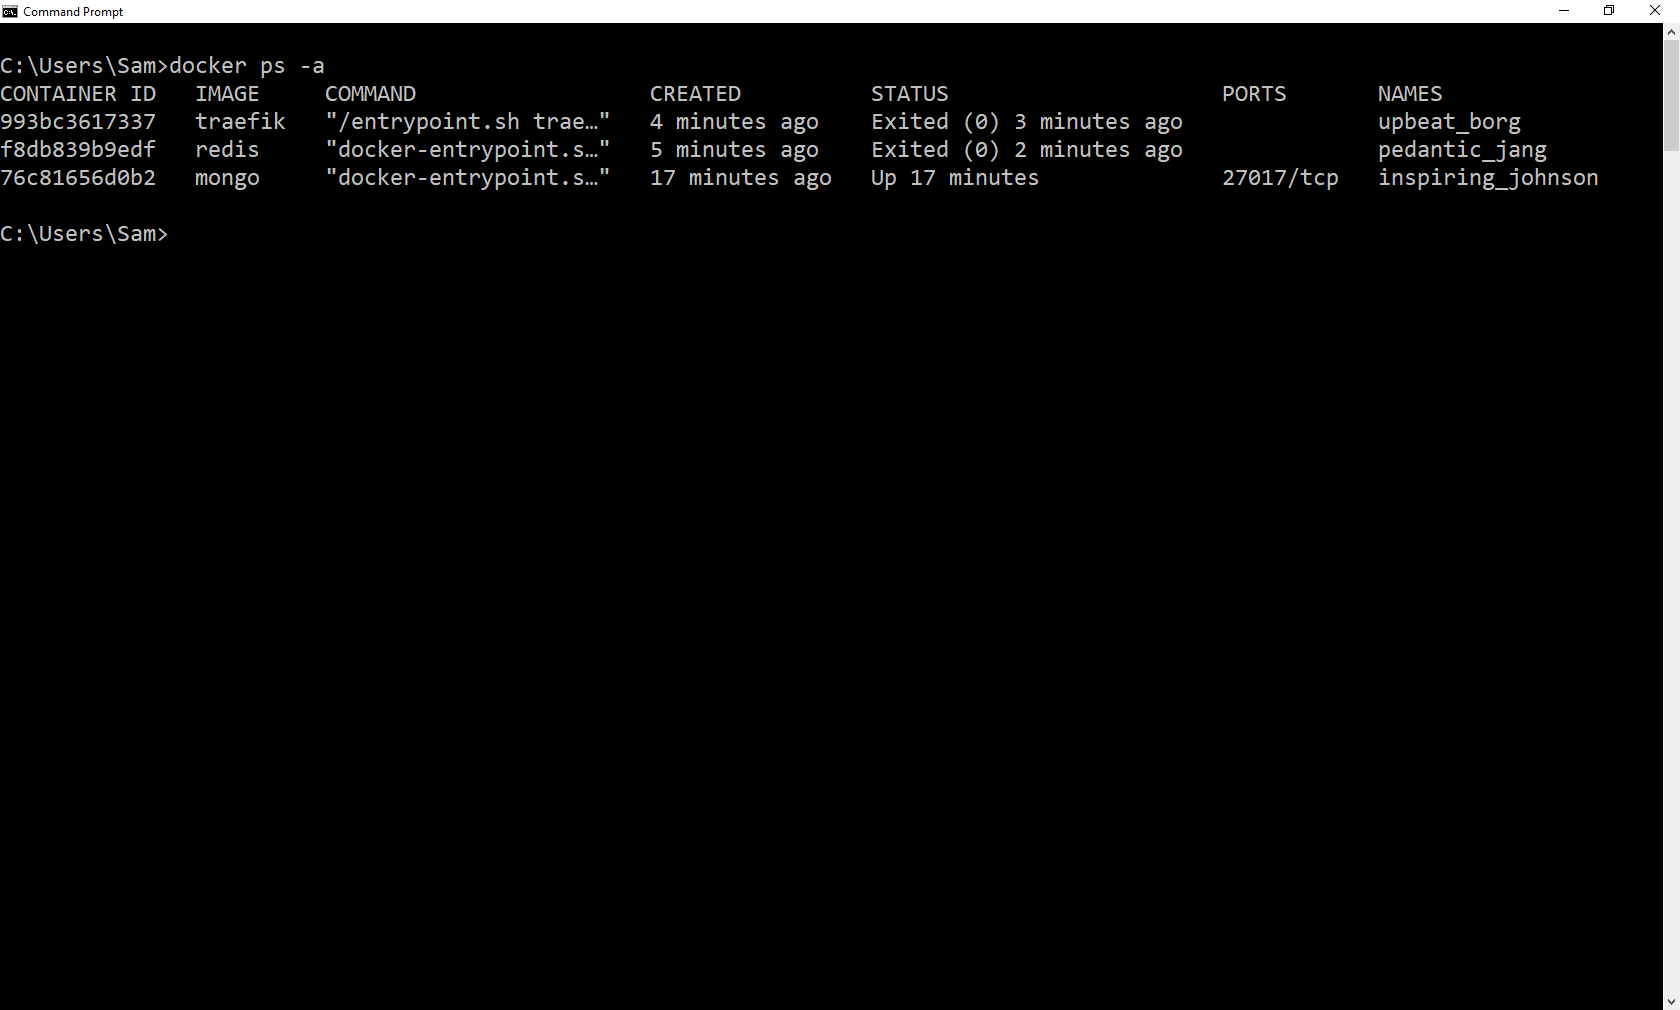 Command Prompt
C:\Users\Sam>docker ps -a
CONTAINER ID   IMAGE     COMMAND                  CREATED          STATUS                     PORTS       NAMES
993bc3617337   traefik   "/entrypoint.sh trae…"   4 minutes ago    Exited (0) 3 minutes ago               upbeat_borg
f8db839b9edf   redis     "docker-entrypoint.s…"   5 minutes ago    Exited (0) 2 minutes ago               pedantic_jang
76c81656d0b2   mongo     "docker-entrypoint.s…"   17 minutes ago   Up 17 minutes              27017/tcp   inspiring_johnson
C:\Users\Sam>